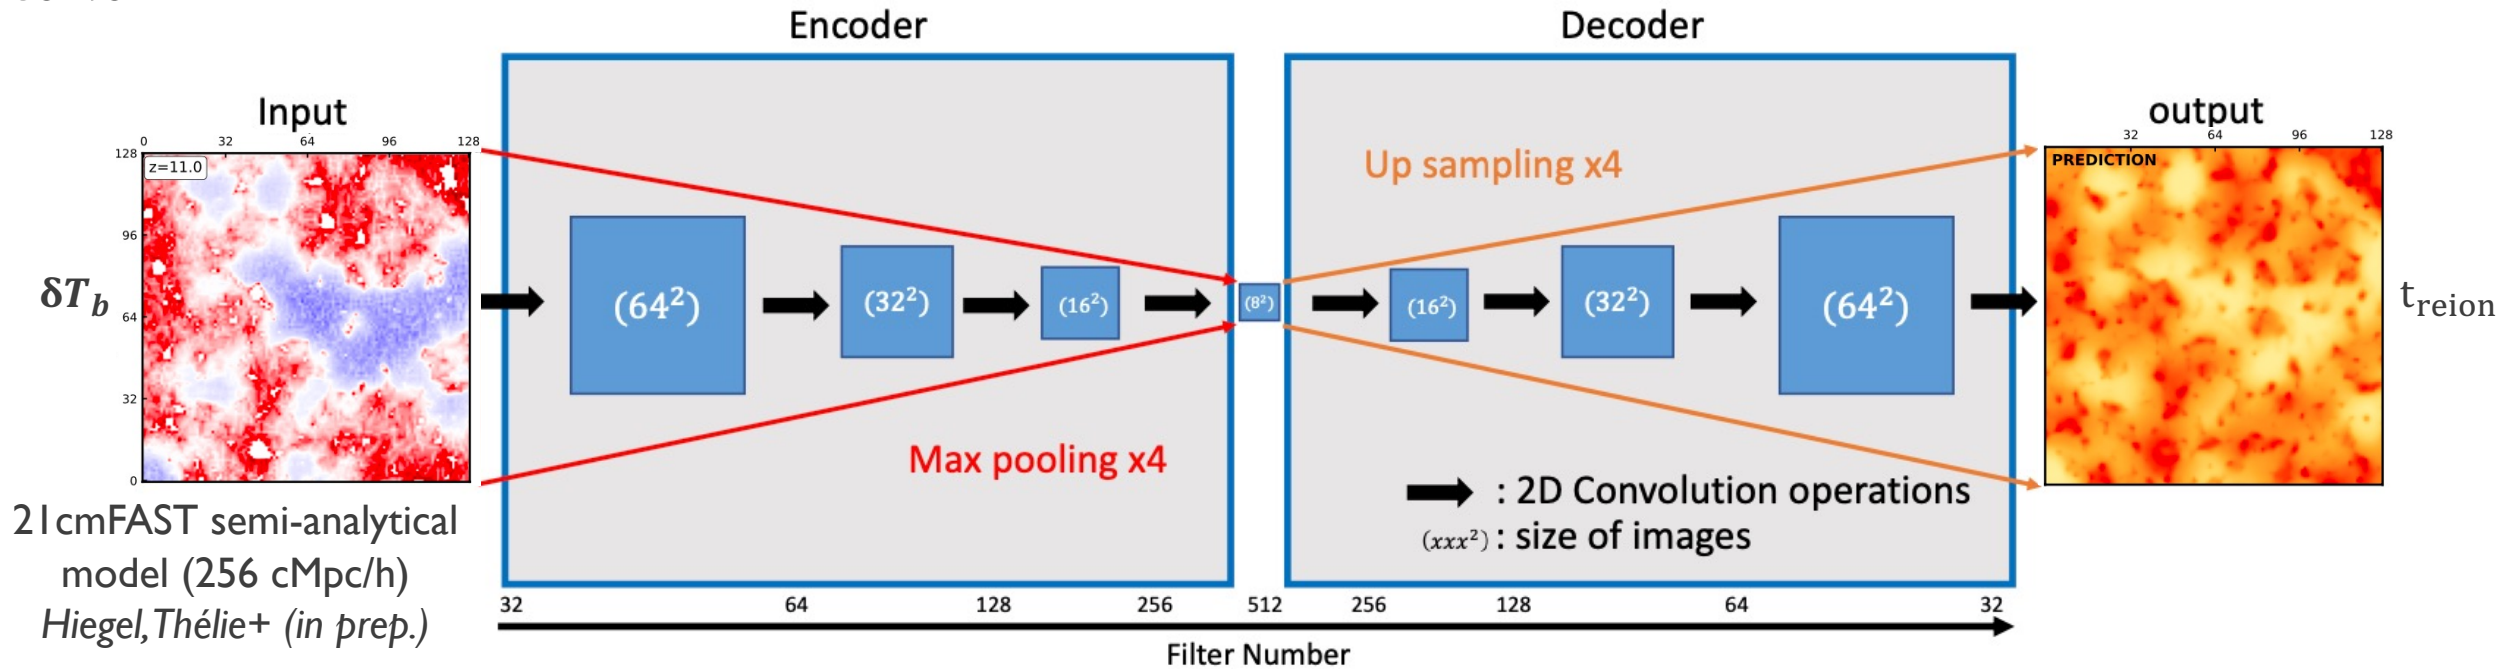 Encoder
Decoder
Input
output
0 32 64 96 128
32 64 96 128
128
z=11.0
PREDICTION
Up sampling x4
96
δT_b
64
32
0
(64²)
(32²)
(16²)
(8²)
(16²)
(32²)
(64²)
t_reion
Max pooling x4
: 2D Convolution operations
(xxx²) : size of images
21cmFAST semi-analytical
model (256 cMpc/h)
Hiegel, Thélie+ (in prep.)
32 64 128 256 512 256 128 64 32
Filter Number